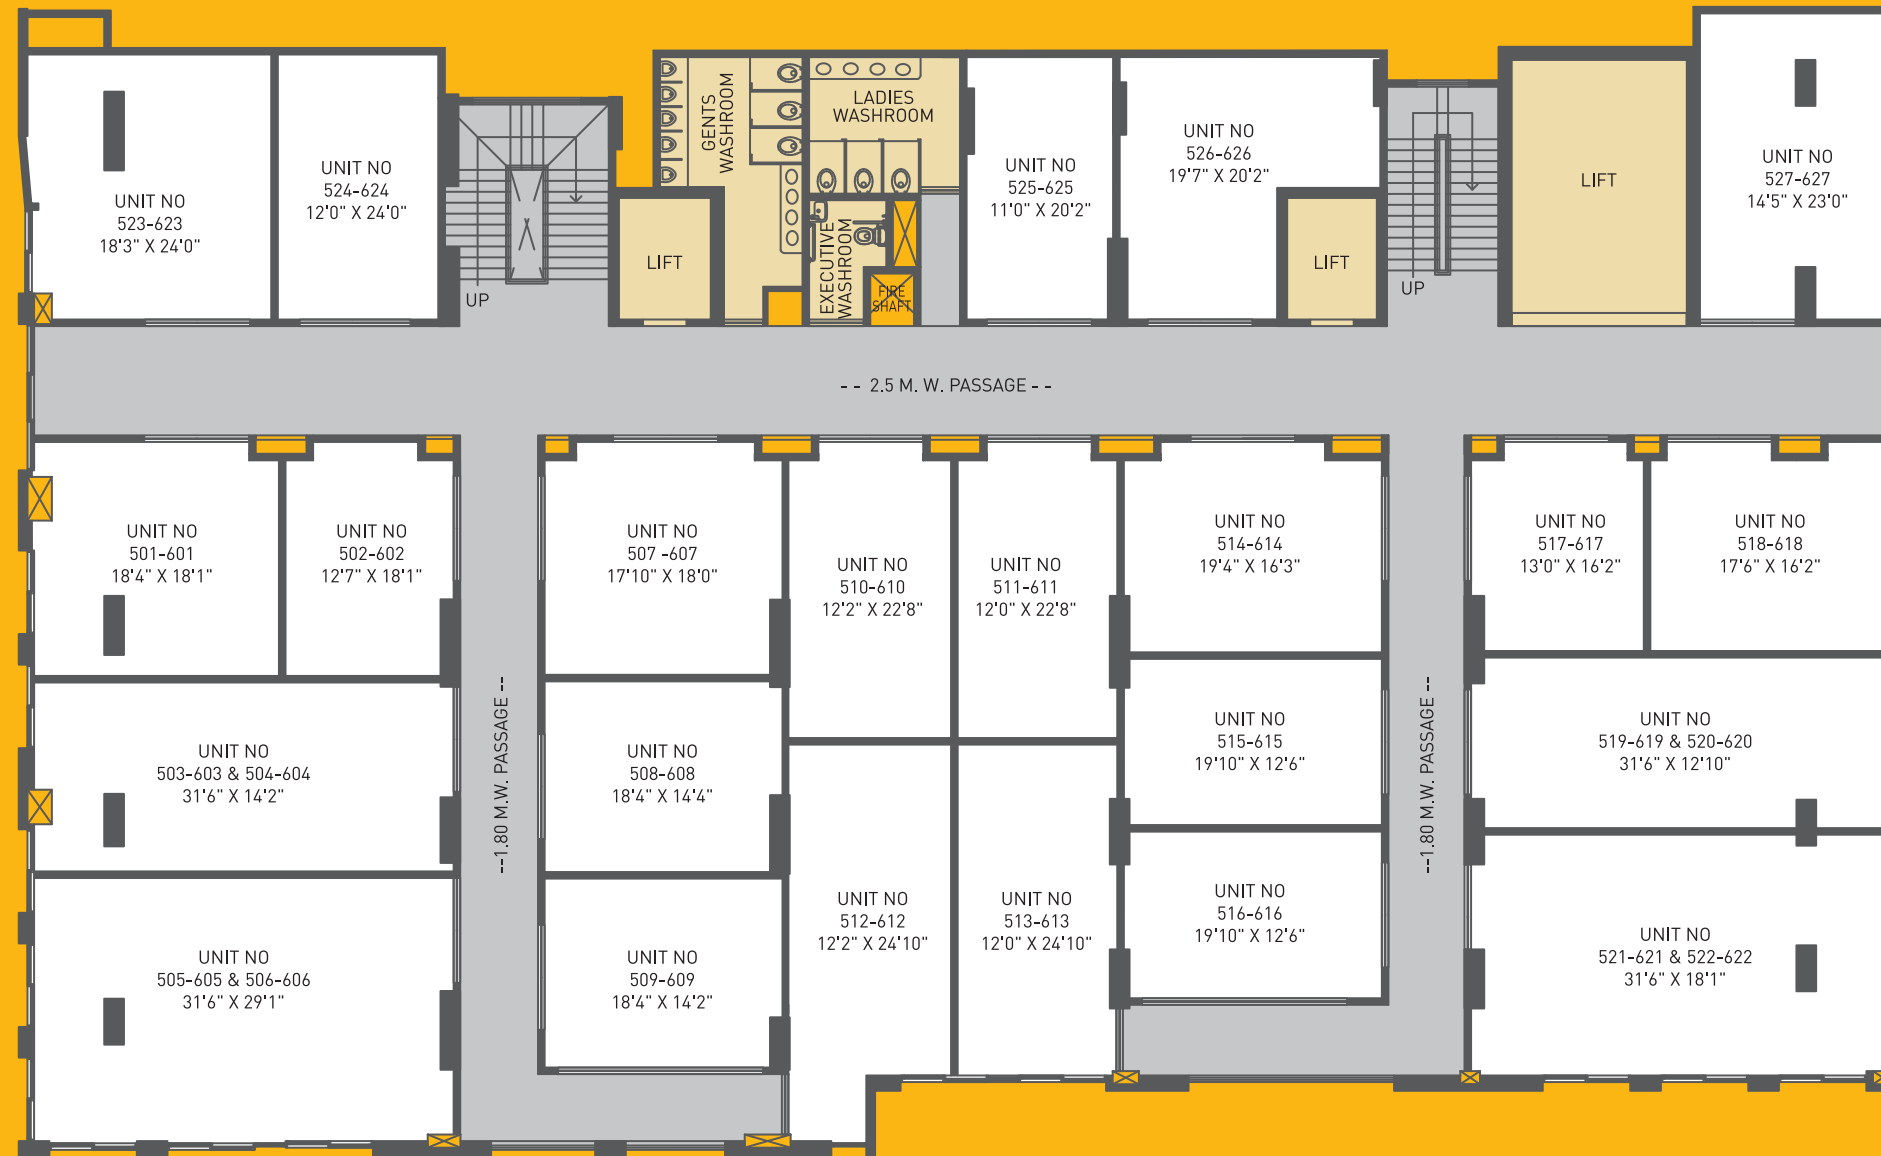 UNIT NO
523-623
18'3" X 24'0"
UNIT NO
524-624
12'0" X 24'0"
UP
LIFT
GENTS
WASHROOM
LADIES
WASHROOM
EXECUTIVE
WASHROOM
FIRE
SHAFT
UNIT NO
525-625
11'0" X 20'2"
UNIT NO
526-626
19'7" X 20'2"
LIFT
UP
LIFT
UNIT NO
527-627
14'5" X 23'0"
-- 2.5 M. W. PASSAGE --
UNIT NO
501-601
18'4" X 18'1"
UNIT NO
502-602
12'7" X 18'1"
UNIT NO
507 -607
17'10" X 18'0"
UNIT NO
510-610
12'2" X 22'8"
UNIT NO
511-611
12'0" X 22'8"
UNIT NO
514-614
19'4" X 16'3"
UNIT NO
517-617
13'0" X 16'2"
UNIT NO
518-618
17'6" X 16'2"
UNIT NO
503-603 & 504-604
31'6" X 14'2"
--1.80 M.W. PASSAGE --
UNIT NO
508-608
18'4" X 14'4"
UNIT NO
515-615
19'10" X 12'6"
--1.80 M.W. PASSAGE --
UNIT NO
519-619 & 520-620
31'6" X 12'10"
UNIT NO
505-605 & 506-606
31'6" X 29'1"
UNIT NO
509-609
18'4" X 14'2"
UNIT NO
512-612
12'2" X 24'10"
UNIT NO
513-613
12'0" X 24'10"
UNIT NO
516-616
19'10" X 12'6"
UNIT NO
521-621 & 522-622
31'6" X 18'1"